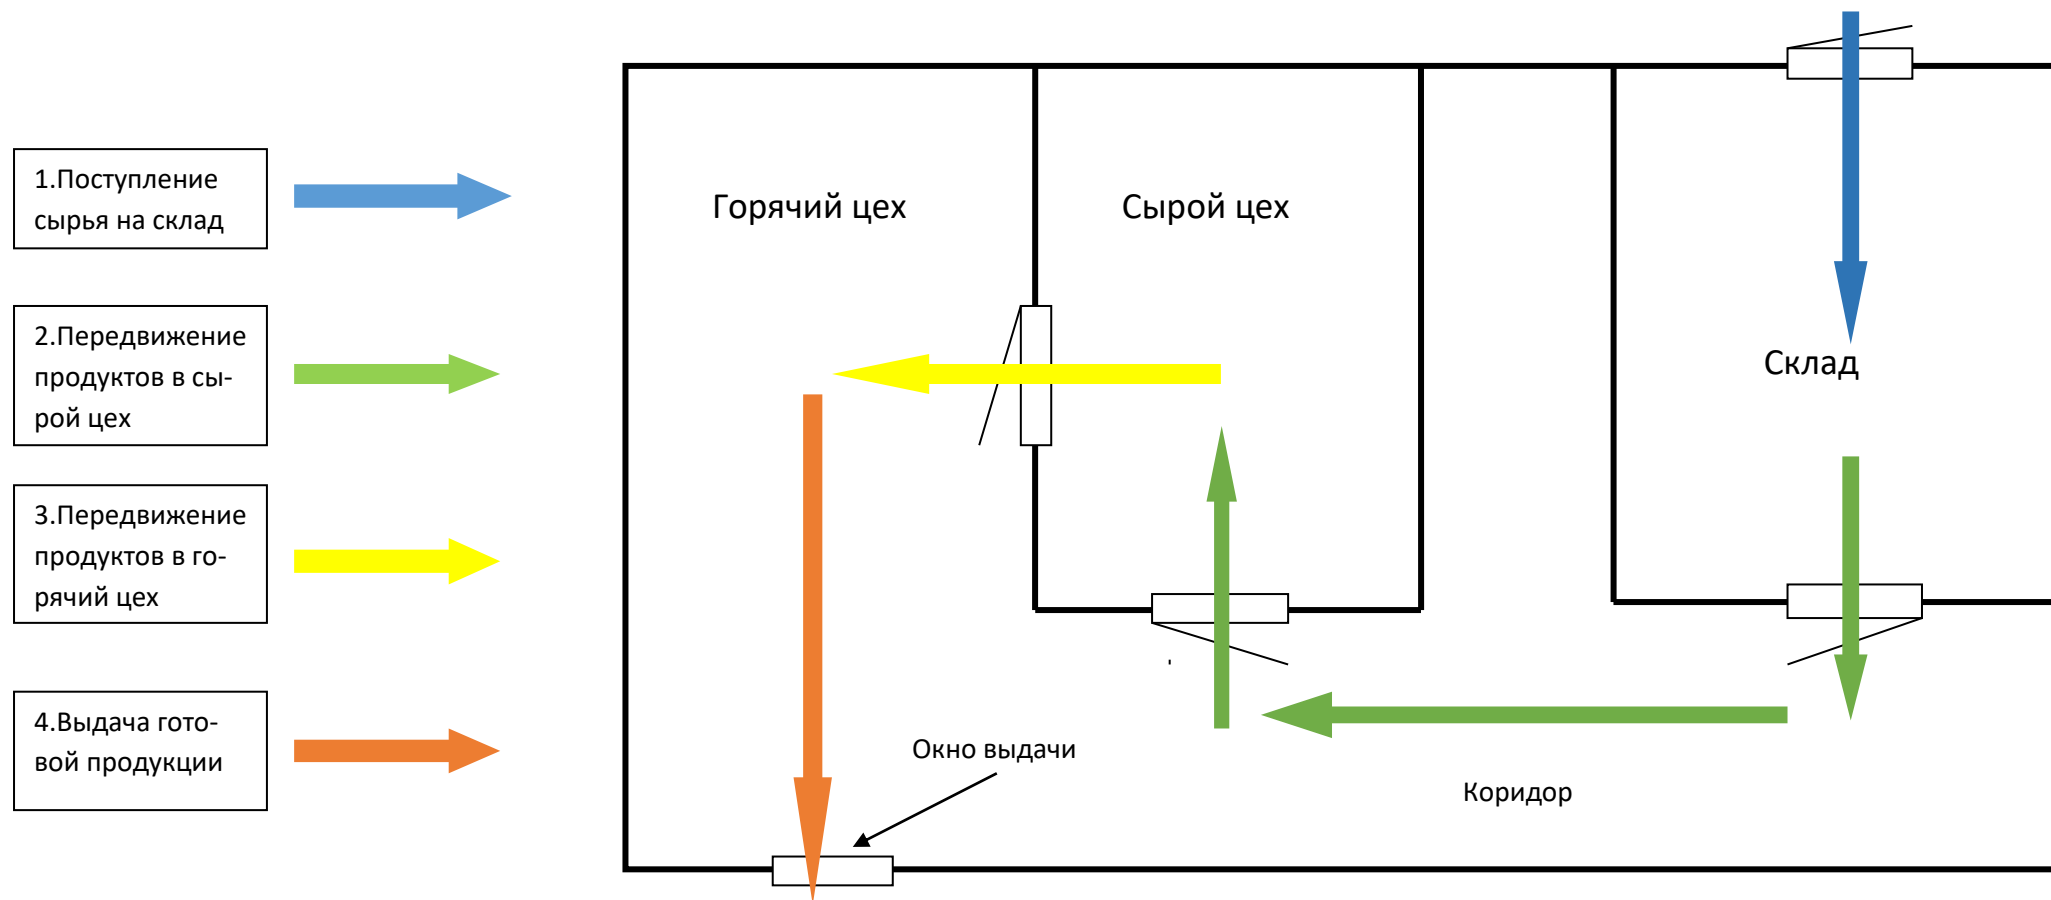 1.Поступление
сырья на склад
2.Передвижение
продуктов в сы-
рой цех
3.Передвижение
продуктов в го-
рячий цех
4.Выдача гото-
вой продукции
Горячий цех
Сырой цех
Склад
Окно выдачи
Коридор